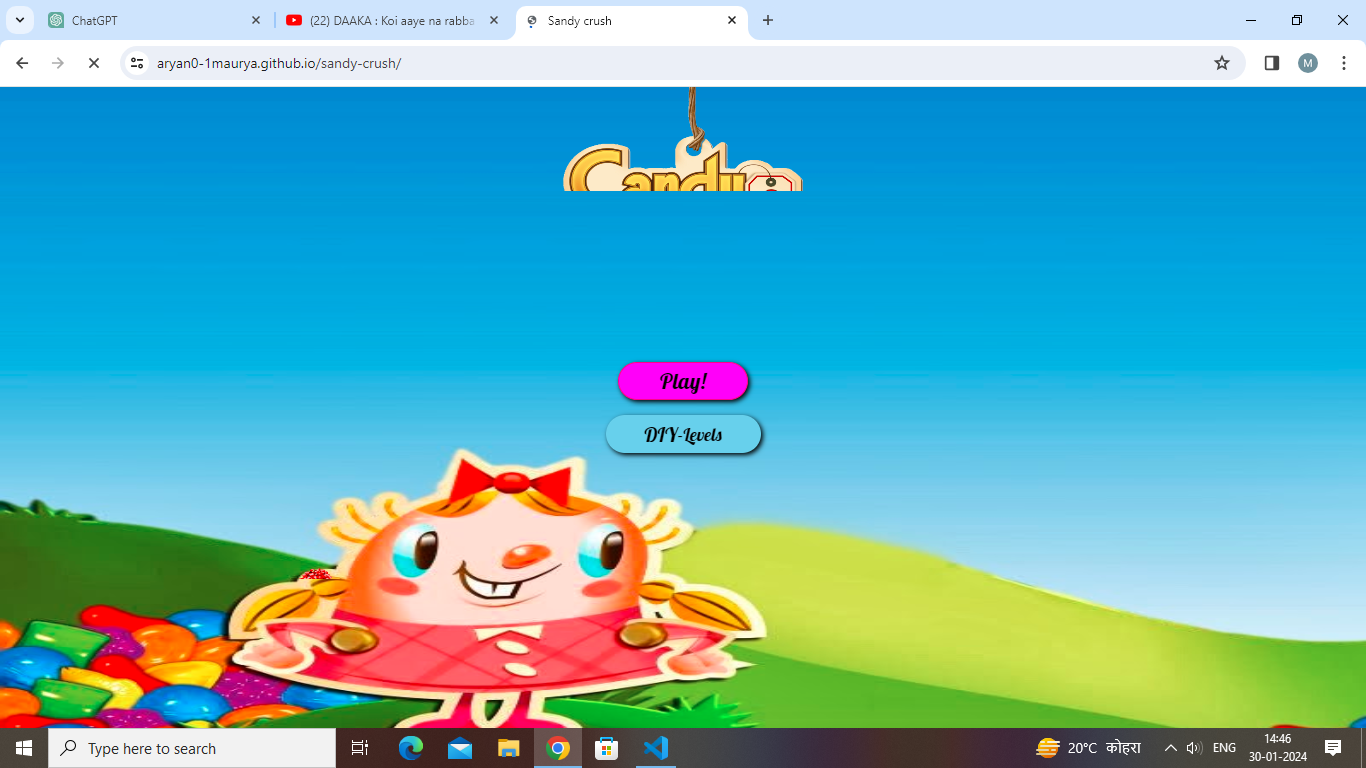 ChatGPT
(22) DAAKA : Koi aaye na rabba
Sandy crush
aryan0-1maurya.github.io/sandy-crush/
M
Candy
Play!
DIY-Levels
Type here to search
20°C कोहरा
ENG
14:46
30-01-2024